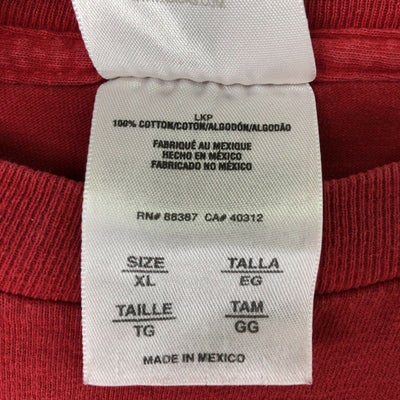 LKP
100% COTTON/COTON/ALGODÓN/ALGODÃO
FABRIQUÉ AU MEXIQUE
HECHO EN MÉXICO
FABRICADO NO MÉXICO
RN# 88387 CA# 40312
SIZE TALLA
XL EG
TAILLE TAM
TG GG
MADE IN MEXICO